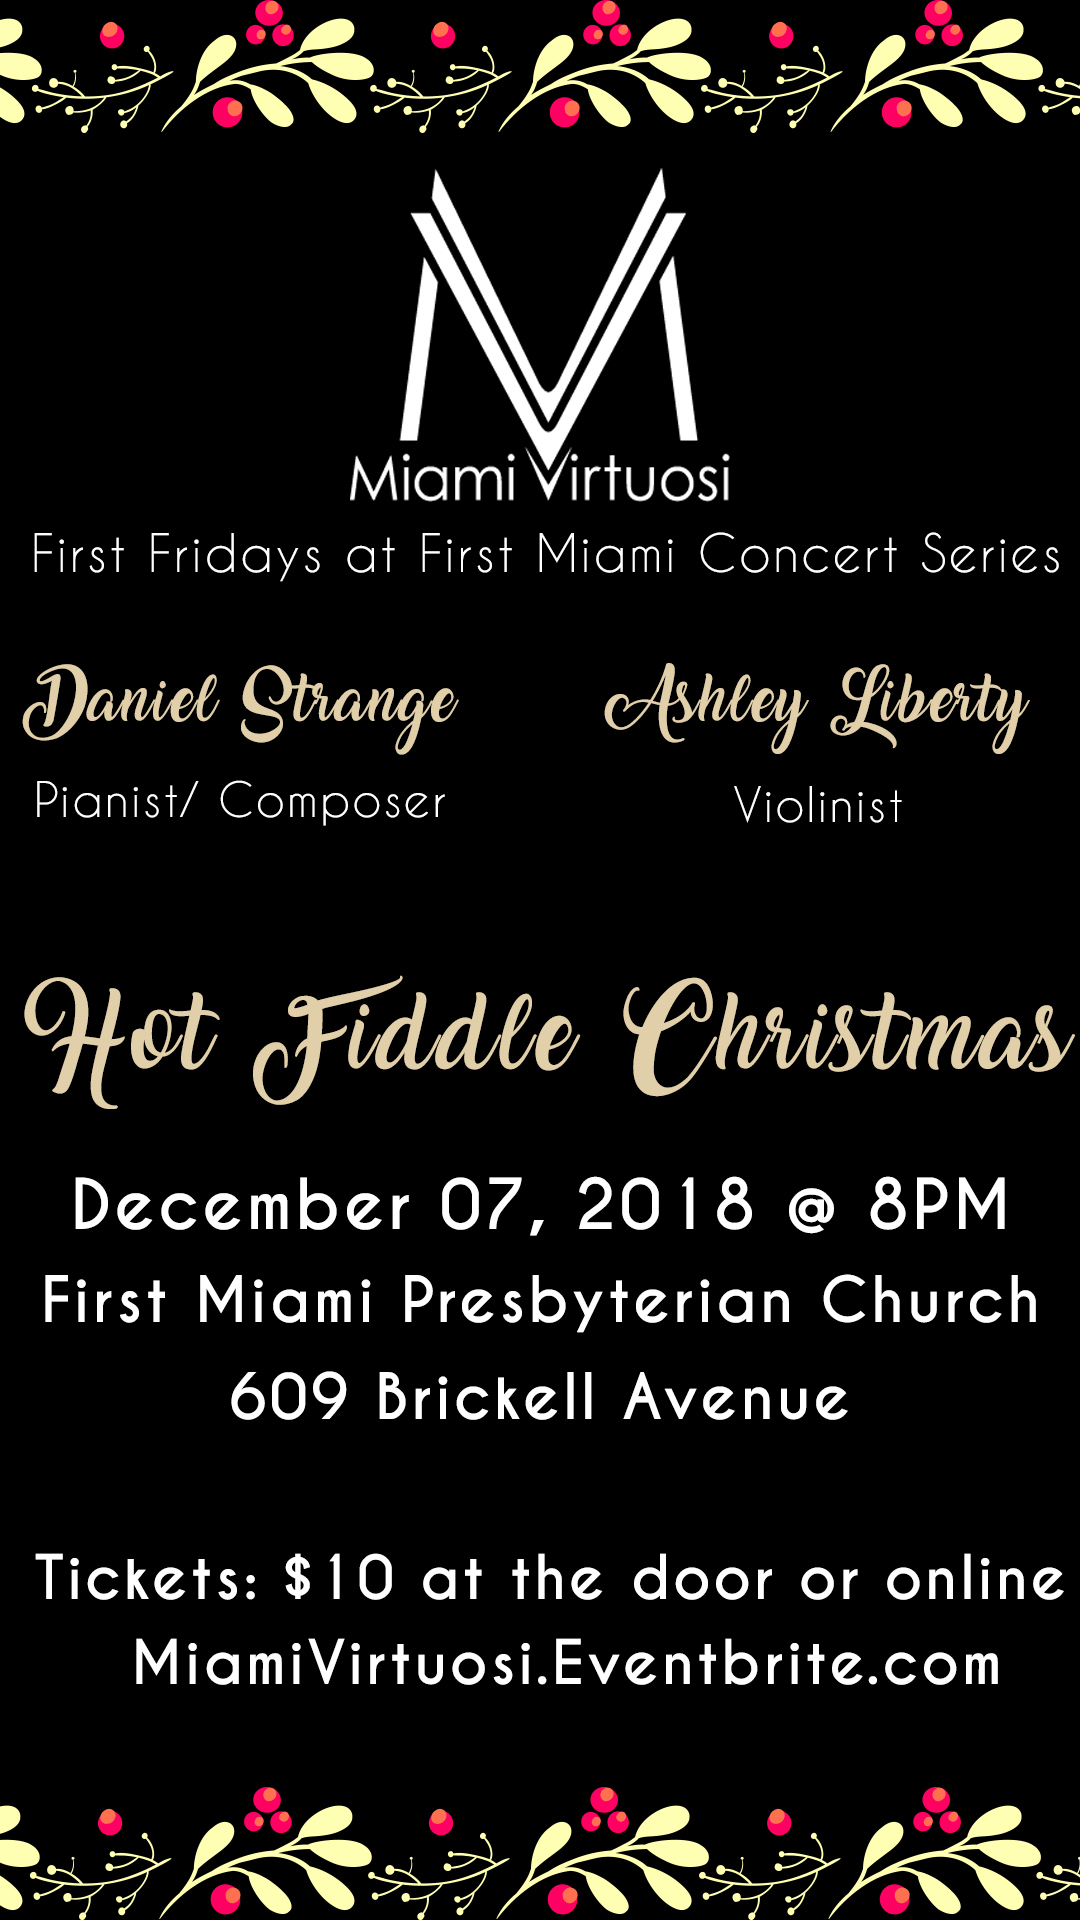 Miami Virtuosi
First Fridays at First Miami Concert Series
Daniel Strange
Pianist/ Composer
Ashley Liberty
Violinist
Hot Fiddle Christmas
December 07, 2018 @ 8PM
First Miami Presbyterian Church
609 Brickell Avenue
Tickets: $10 at the door or online
MiamiVirtuosi.Eventbrite.com